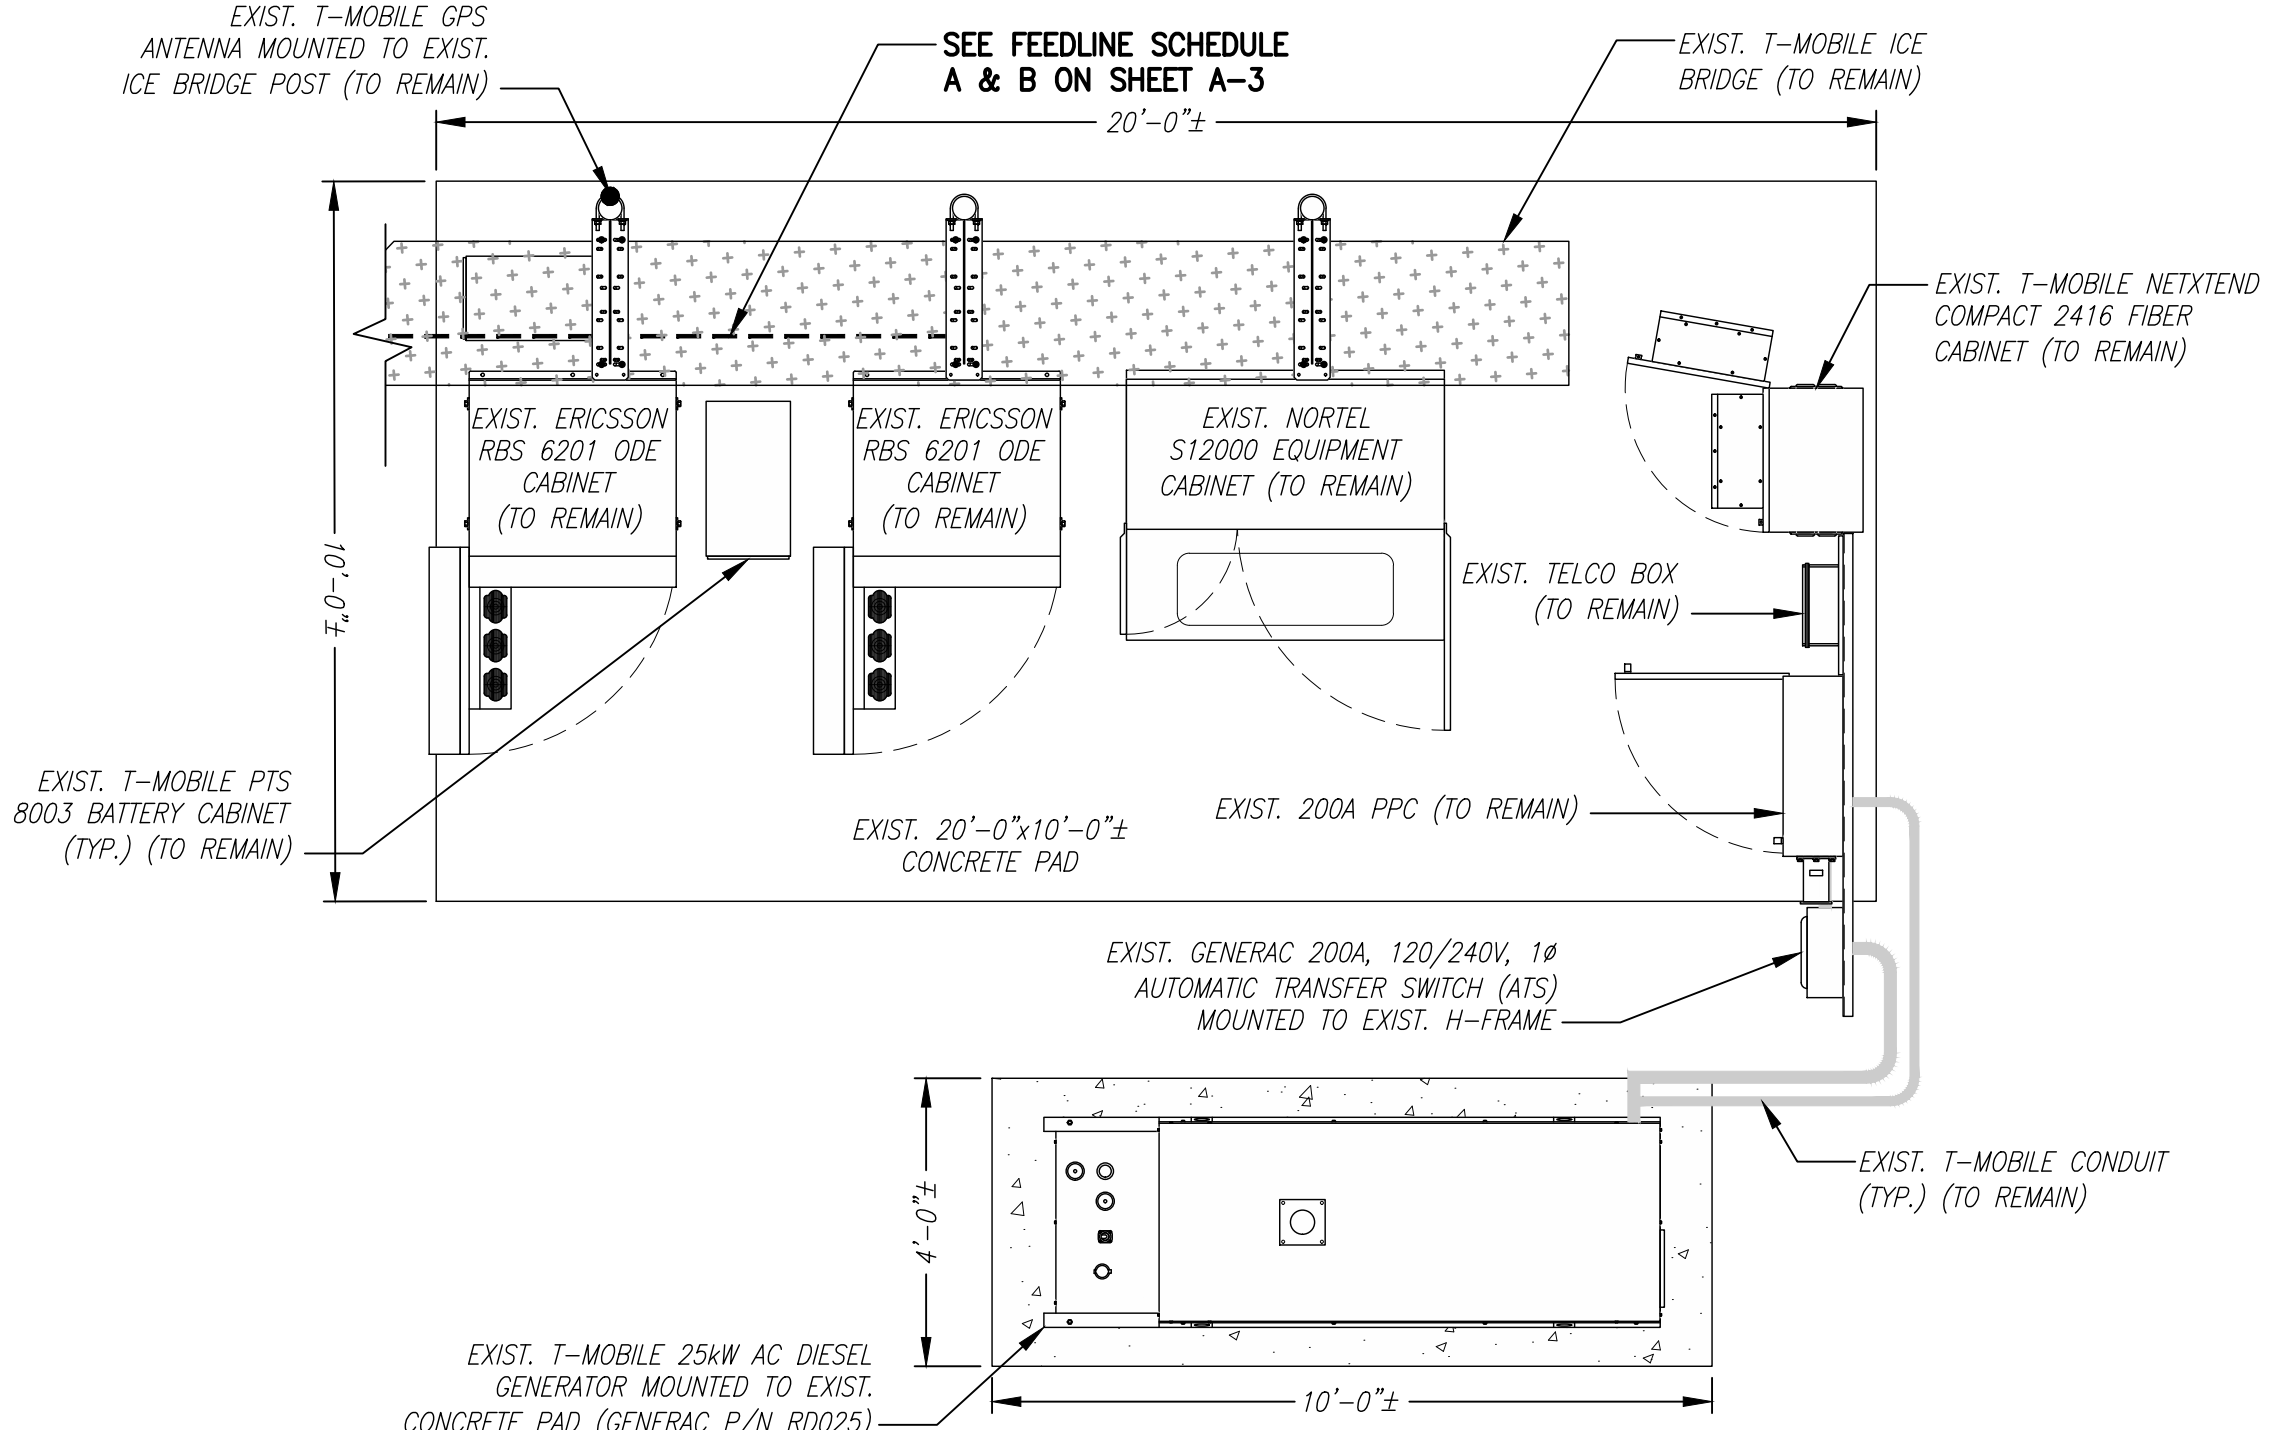 EXIST. T-MOBILE GPS
ANTENNA MOUNTED TO EXIST.
ICE BRIDGE POST (TO REMAIN)
SEE FEEDLINE SCHEDULE
A & B ON SHEET A-3
EXIST. T-MOBILE ICE
BRIDGE (TO REMAIN)
20'-0"±
EXIST. T-MOBILE NETXTEND
COMPACT 2416 FIBER
CABINET (TO REMAIN)
EXIST. ERICSSON
RBS 6201 ODE
CABINET
(TO REMAIN)
EXIST. ERICSSON
RBS 6201 ODE
CABINET
(TO REMAIN)
EXIST. NORTEL
S12000 EQUIPMENT
CABINET (TO REMAIN)
10'-0"±
EXIST. TELCO BOX
(TO REMAIN)
EXIST. T-MOBILE PTS
8003 BATTERY CABINET
(TYP.) (TO REMAIN)
EXIST. 200A PPC (TO REMAIN)
EXIST. 20'-0"x10'-0"±
CONCRETE PAD
EXIST. GENERAC 200A, 120/240V, 1ø
AUTOMATIC TRANSFER SWITCH (ATS)
MOUNTED TO EXIST. H-FRAME
EXIST. T-MOBILE CONDUIT
(TYP.) (TO REMAIN)
4'-0"±
EXIST. T-MOBILE 25kW AC DIESEL
GENERATOR MOUNTED TO EXIST.
CONCRETE PAD (GENERAC P/N RD025)
10'-0"±